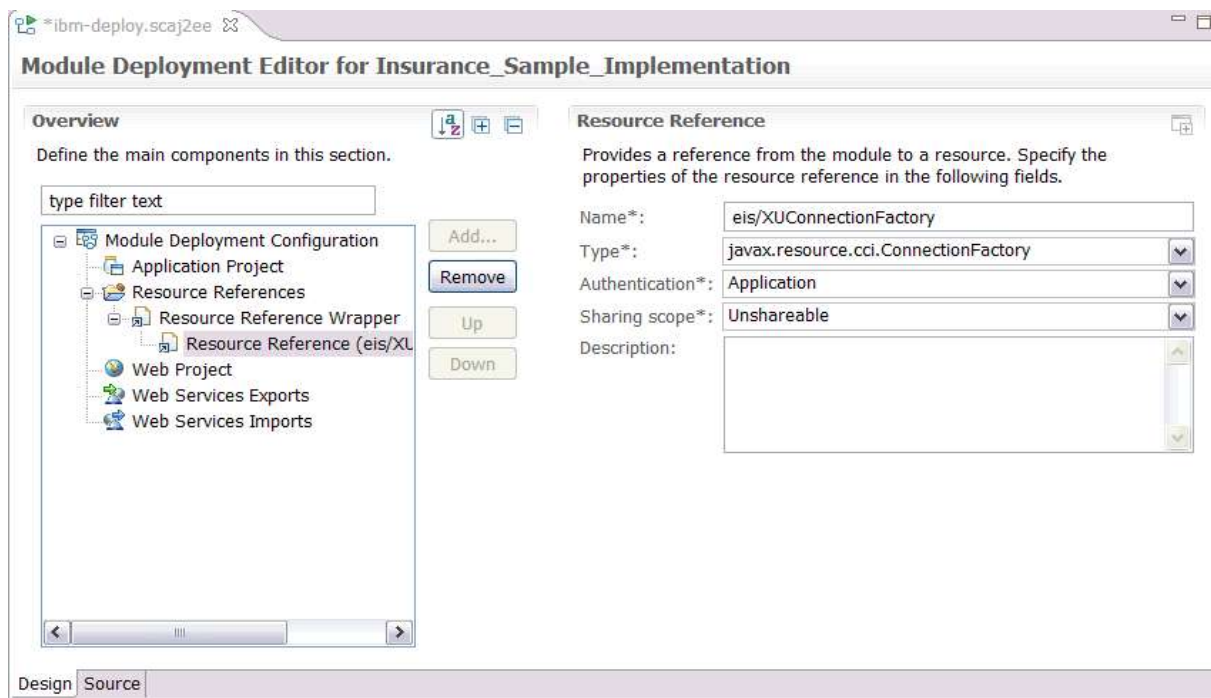 *ibm-deploy.scaj2ee
Module Deployment Editor for Insurance_Sample_Implementation
Overview
Define the main components in this section.
type filter text
Module Deployment Configuration
Application Project
Resource References
Resource Reference Wrapper
Resource Reference (eis/XU
Web Project
Web Services Exports
Web Services Imports
Add...
Remove
Up
Down
Resource Reference
Provides a reference from the module to a resource. Specify the
properties of the resource reference in the following fields.
Name*: eis/XUConnectionFactory
Type*: javax.resource.cci.ConnectionFactory
Authentication*: Application
Sharing scope*: Unshareable
Description:
Design Source